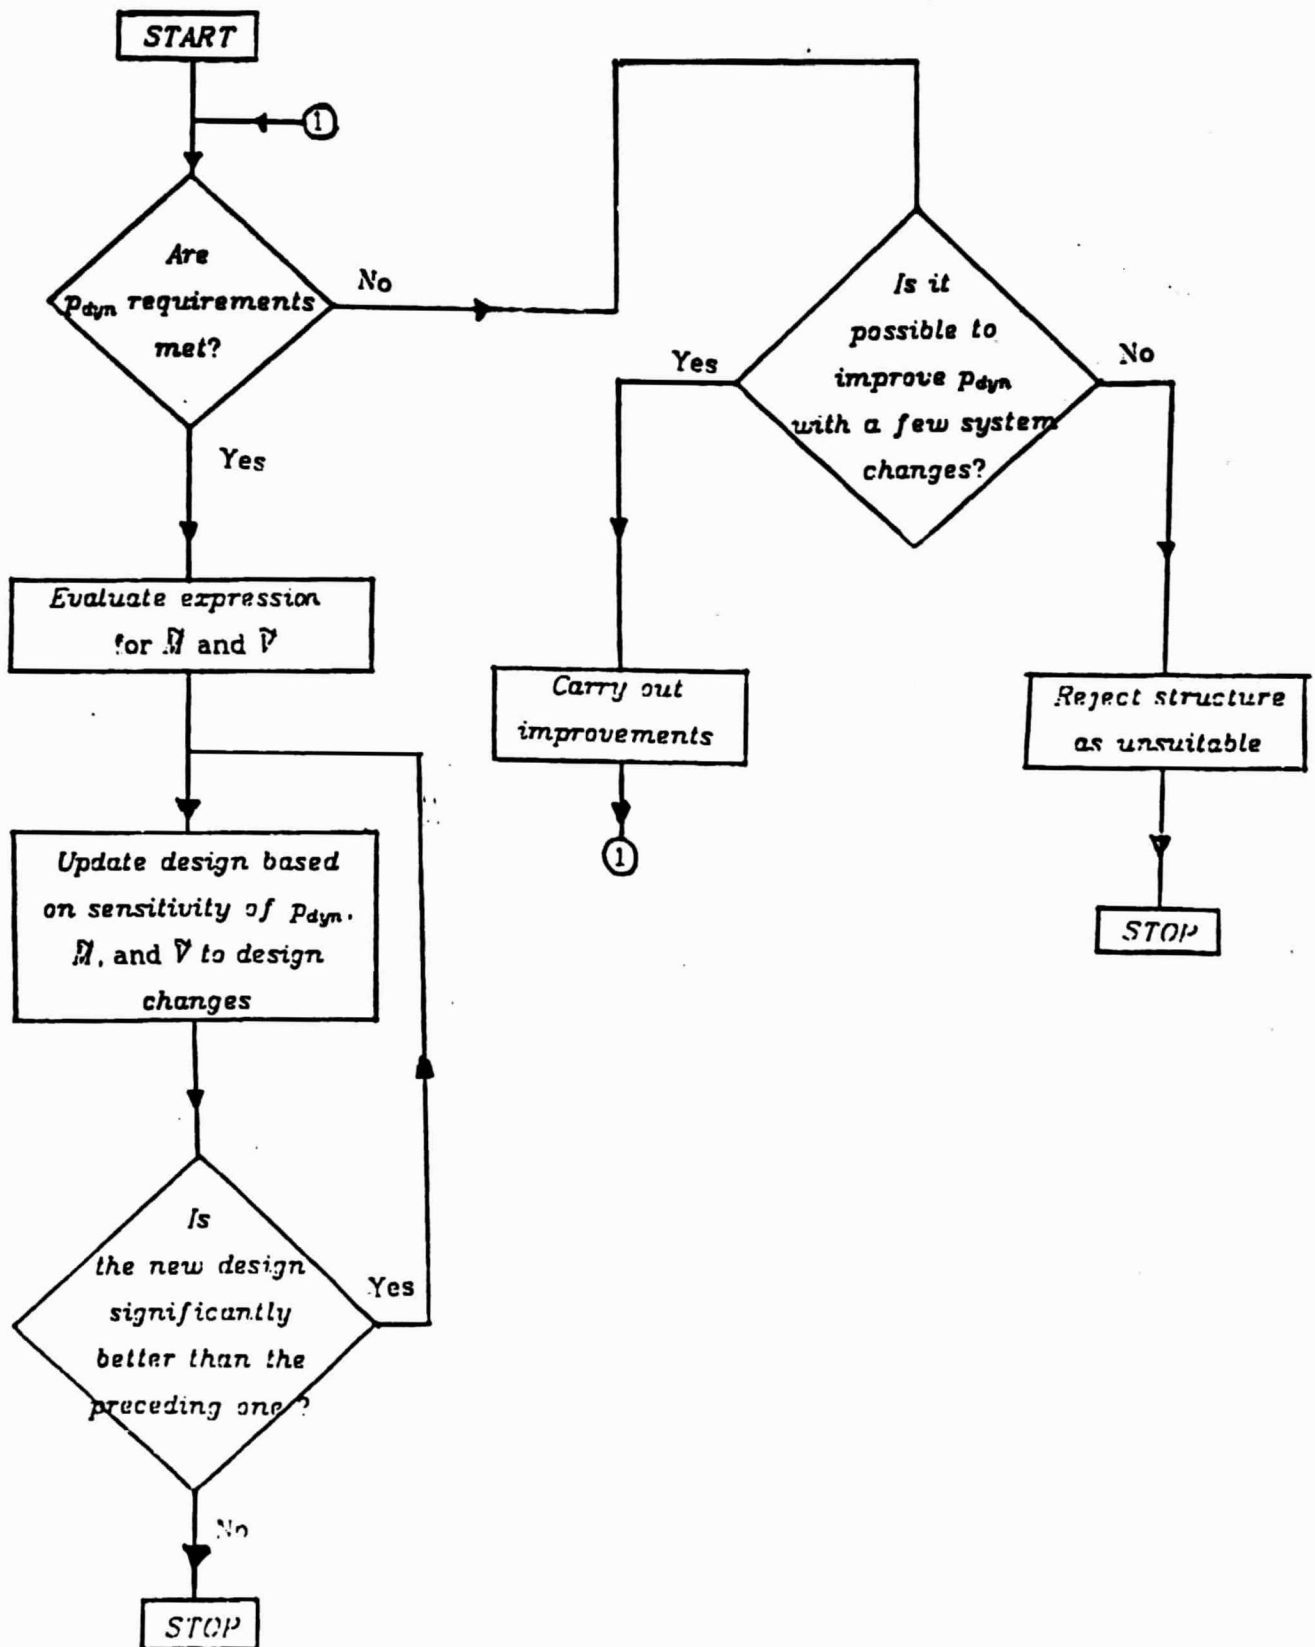 START
1
Are
p_dyn requirements
met?
No
Yes
Evaluate expression
for M̃ and Ṽ
Update design based
on sensitivity of p_dyn,
M̃, and Ṽ to design
changes
Is
the new design
significantly
better than the
preceding one?
Yes
No
STOP
Is it
possible to
improve p_dyn
with a few system
changes?
Yes
No
Carry out
improvements
1
Reject structure
as unsuitable
STOP